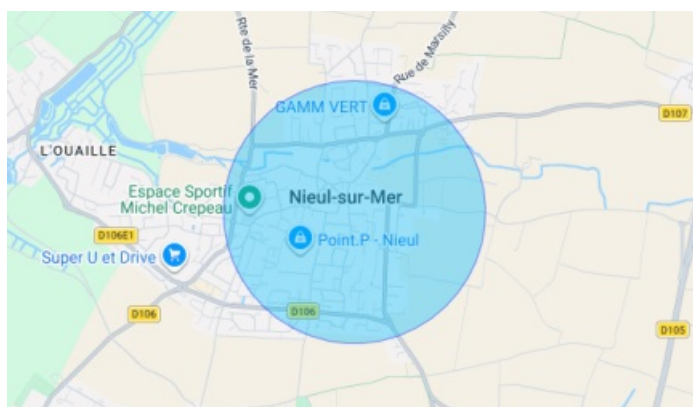 Rte de la Mer
Rue de Marsilly
GAMM VERT
D107
L'OUAILLE
Espace Sportif
Michel Crepeau
Nieul-sur-Mer
D106E1
Point.P - Nieul
Super U et Drive
D106
D106
D105